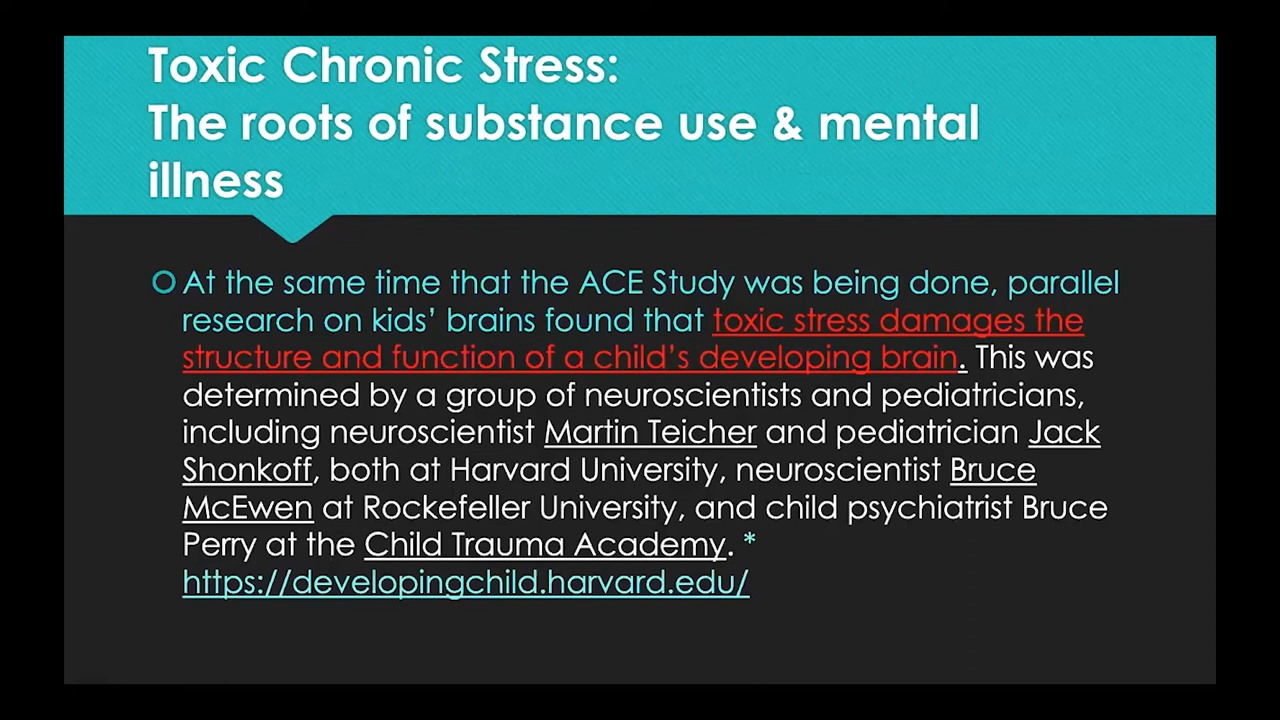 Toxic Chronic Stress:
The roots of substance use & mental
illness
At the same time that the ACE Study was being done, parallel
research on kids’ brains found that toxic stress damages the
structure and function of a child’s developing brain. This was
determined by a group of neuroscientists and pediatricians,
including neuroscientist Martin Teicher and pediatrician Jack
Shonkoff, both at Harvard University, neuroscientist Bruce
McEwen at Rockefeller University, and child psychiatrist Bruce
Perry at the Child Trauma Academy. *
https://developingchild.harvard.edu/